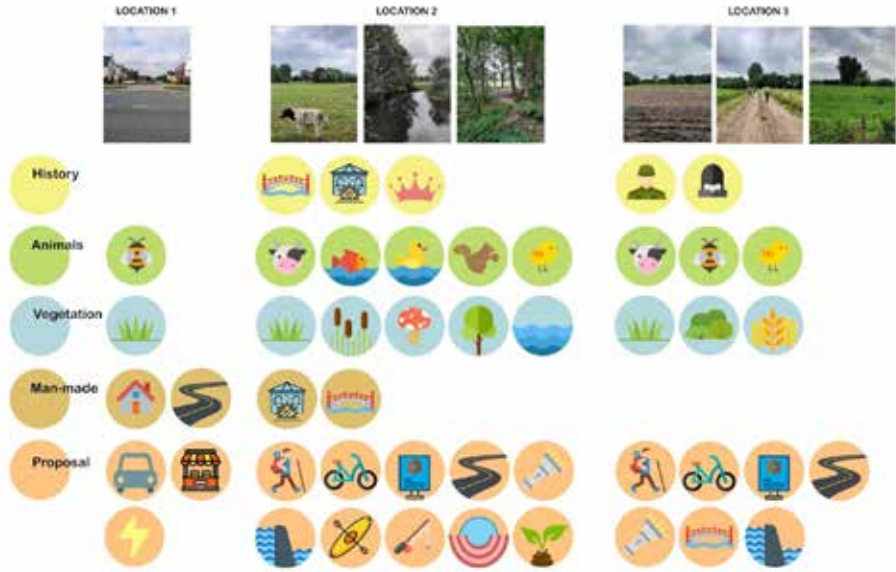 LOCATION 1
LOCATION 2
LOCATION 3
History
Animals
Vegetation
Man-made
Proposal